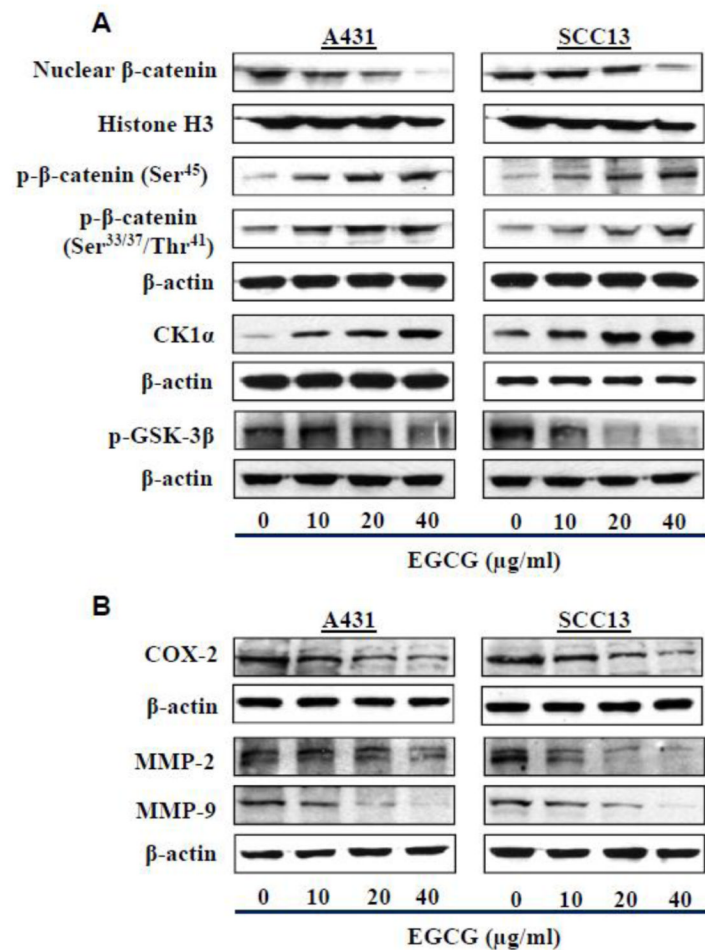 A
A431 SCC13
Nuclear β-catenin
Histone H3
p-β-catenin (Ser⁴⁵)
p-β-catenin
(Ser³³/³⁷/Thr⁴¹)
β-actin
CK1α
β-actin
p-GSK-3β
β-actin
0 10 20 40 0 10 20 40
EGCG (µg/ml)
B
A431 SCC13
COX-2
β-actin
MMP-2
MMP-9
β-actin
0 10 20 40 0 10 20 40
EGCG (µg/ml)